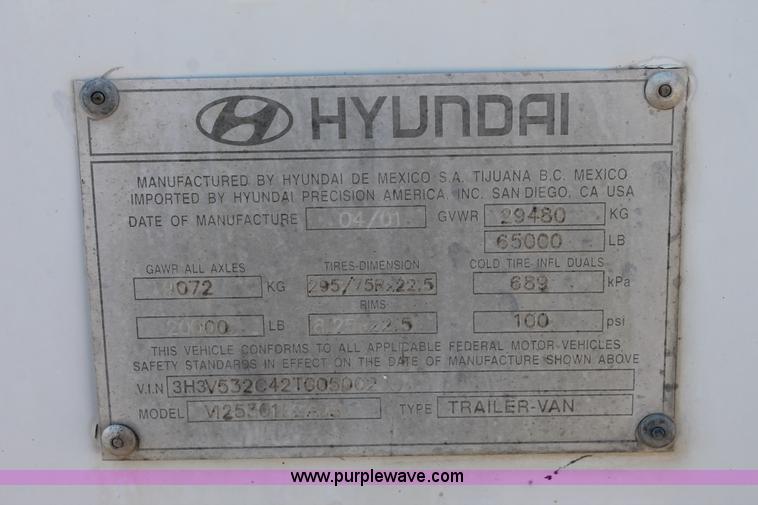 HYUNDAI
MANUFACTURED BY HYUNDAI DE MEXICO S.A. TIJUANA B.C. MEXICO
IMPORTED BY HYUNDAI PRECISION AMERICA, INC. SAN DIEGO, CA USA
DATE OF MANUFACTURE 04/01 GVWR 29480 KG
65000 LB
GAWR ALL AXLES TIRES-DIMENSION COLD TIRE INFL DUALS
KG 295/75Rx22.5 689 kPa
RIMS
20000 LB 100 psi
THIS VEHICLE CONFORMS TO ALL APPLICABLE FEDERAL MOTOR VEHICLES
SAFETY STANDARDS IN EFFECT ON THE DATE OF MANUFACTURE SHOWN ABOVE
V.I.N
MODEL TYPE TRAILER-VAN
www.purplewave.com